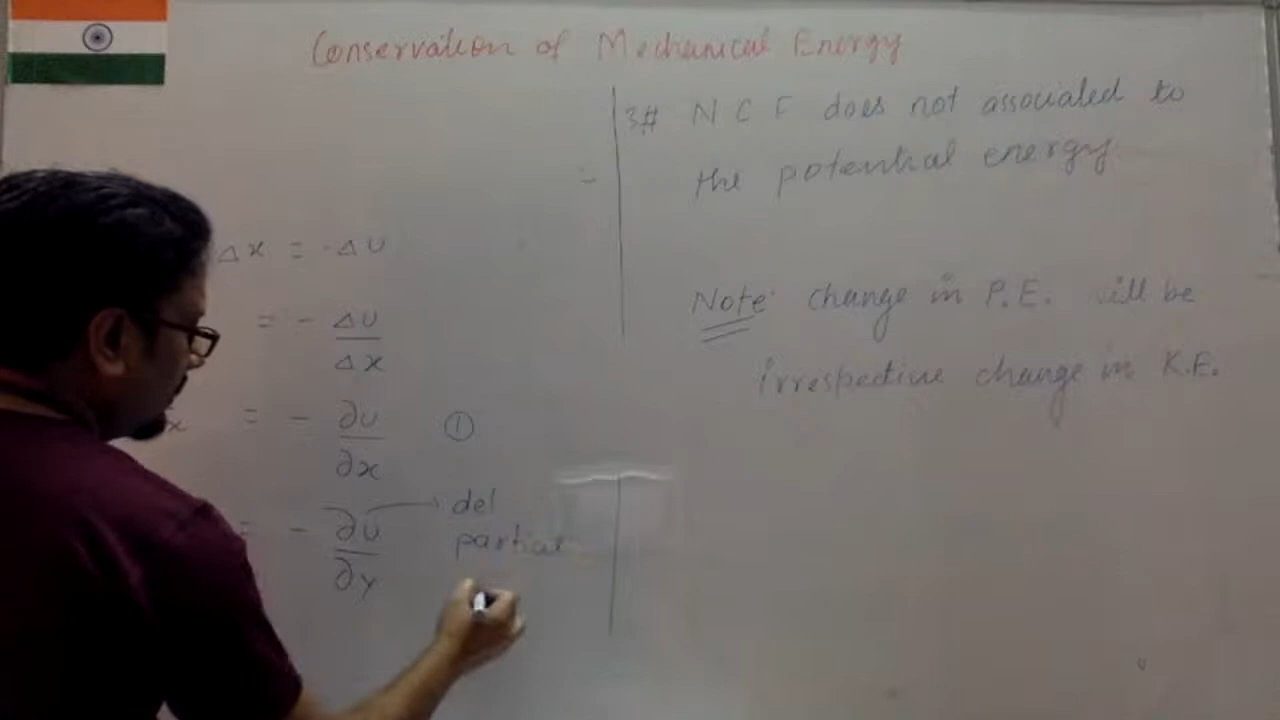 Conservation of Mechanical Energy
Δx = -ΔU
= - ΔU
Δx
x = - ∂U ①
∂x
= - ∂U → del
partial
∂y
3# N C F does not associated to
the potential energy
Note: change in P.E. will be
irrespective change in K.E.